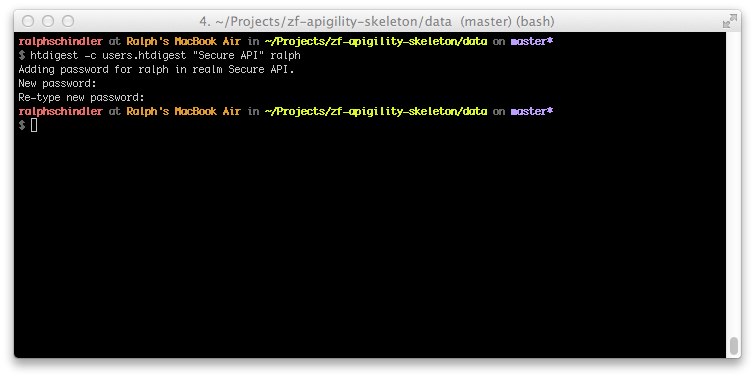 4. ~/Projects/zf-apigility-skeleton/data (master) (bash)
ralphschindler at Ralph's MacBook Air in ~/Projects/zf-apigility-skeleton/data on master*
$ htdigest -c users.htdigest "Secure API" ralph
Adding password for ralph in realm Secure API.
New password:
Re-type new password:
ralphschindler at Ralph's MacBook Air in ~/Projects/zf-apigility-skeleton/data on master*
$